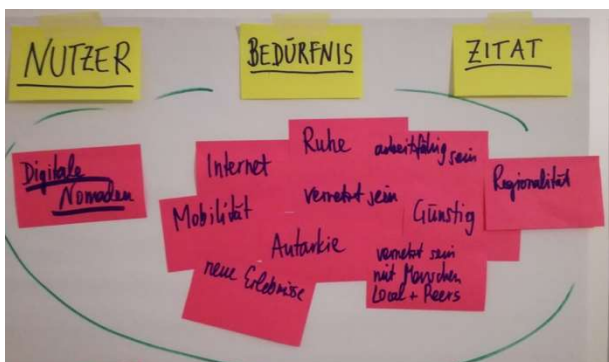 NUTZER
BEDÜRFNIS
ZITAT
Digitale
Nomaden
Internet
Ruhe
arbeitsfähig sein
Regionalität
Mobilität
vernetzt sein
Günstig
Autarkie
neue Erlebnisse
vernetzt sein
mit Menschen
Local + Peers